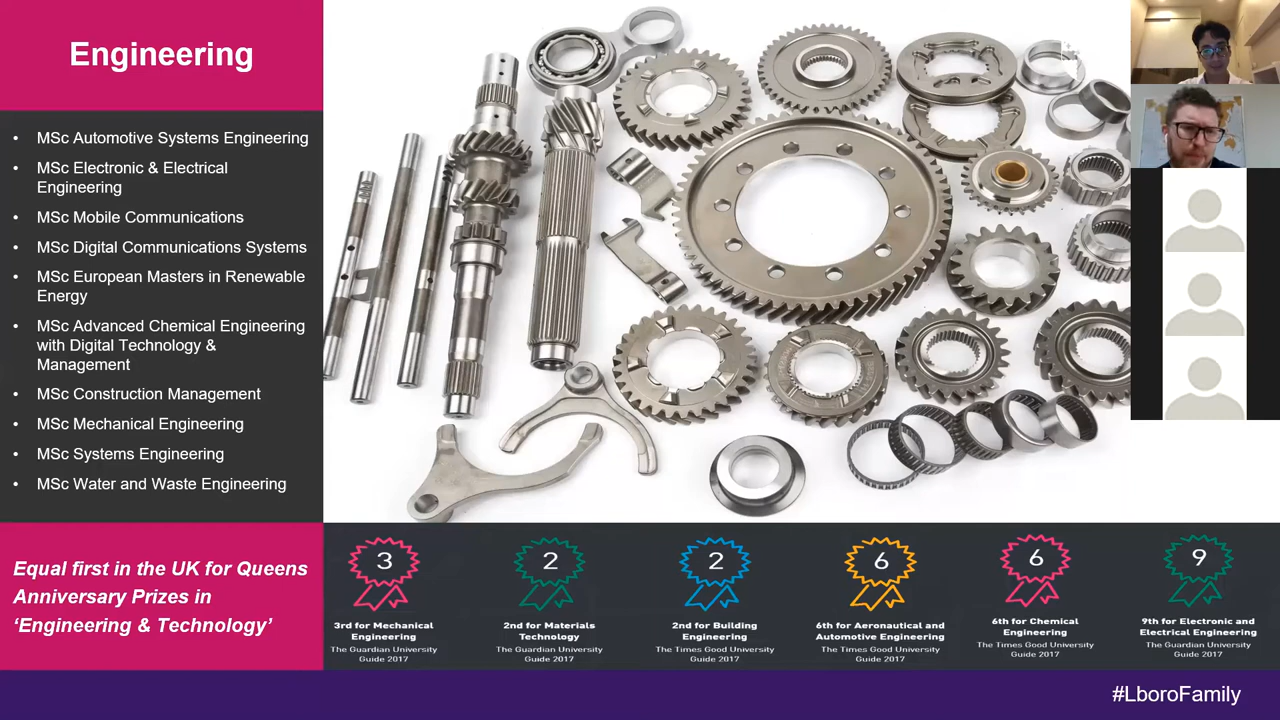 Engineering
• MSc Automotive Systems Engineering
• MSc Electronic & Electrical
Engineering
• MSc Mobile Communications
• MSc Digital Communications Systems
• MSc European Masters in Renewable
Energy
• MSc Advanced Chemical Engineering
with Digital Technology &
Management
• MSc Construction Management
• MSc Mechanical Engineering
• MSc Systems Engineering
• MSc Water and Waste Engineering
Equal first in the UK for Queens
Anniversary Prizes in
‘Engineering & Technology’
3
3rd for Mechanical
Engineering
The Guardian University
Guide 2017
2
2nd for Materials
Technology
The Guardian University
Guide 2017
2
2nd for Building
Engineering
The Times Good University
Guide 2017
6
6th for Aeronautical and
Automotive Engineering
The Times Good University
Guide 2017
6
6th for Chemical
Engineering
The Times Good University
Guide 2017
9
9th for Electronic and
Electrical Engineering
The Guardian University
Guide 2017
#LboroFamily